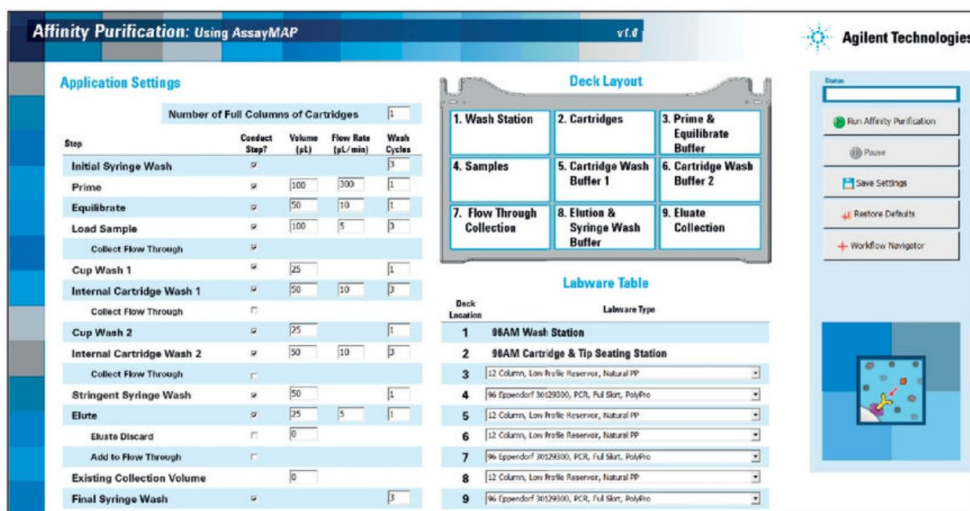 Affinity Purification: Using AssayMAP
v1.0
Agilent Technologies
Application Settings
Number of Full Columns of Cartridges 1
Step Conduct Step? Volume (µL) Flow Rate (µL/min) Wash Cycles
Initial Syringe Wash 3
Prime 100 300 1
Equilibrate 50 10 1
Load Sample 100 5 3
Collect Flow Through
Cup Wash 1 25 1
Internal Cartridge Wash 1 50 10 3
Collect Flow Through
Cup Wash 2 25 1
Internal Cartridge Wash 2 50 10 3
Collect Flow Through
Stringent Syringe Wash 50 1
Elute 25 5 1
Eluate Discard 0
Add to Flow Through
Existing Collection Volume 0
Final Syringe Wash 3
Deck Layout
1. Wash Station
2. Cartridges
3. Prime &
Equilibrate
Buffer
4. Samples
5. Cartridge Wash
Buffer 1
6. Cartridge Wash
Buffer 2
7. Flow Through
Collection
8. Elution &
Syringe Wash
Buffer
9. Eluate
Collection
Labware Table
Deck Location Labware Type
1 96AM Wash Station
2 96AM Cartridge & Tip Seating Station
3 12 Column, Low Profile Reservoir, Natural PP
4 96 Eppendorf 30129300, PCR, Full Skirt, PolyPro
5 12 Column, Low Profile Reservoir, Natural PP
6 12 Column, Low Profile Reservoir, Natural PP
7 96 Eppendorf 30129300, PCR, Full Skirt, PolyPro
8 12 Column, Low Profile Reservoir, Natural PP
9 96 Eppendorf 30129300, PCR, Full Skirt, PolyPro
Status
Run Affinity Purification
Pause
Save Settings
Restore Defaults
Workflow Navigator